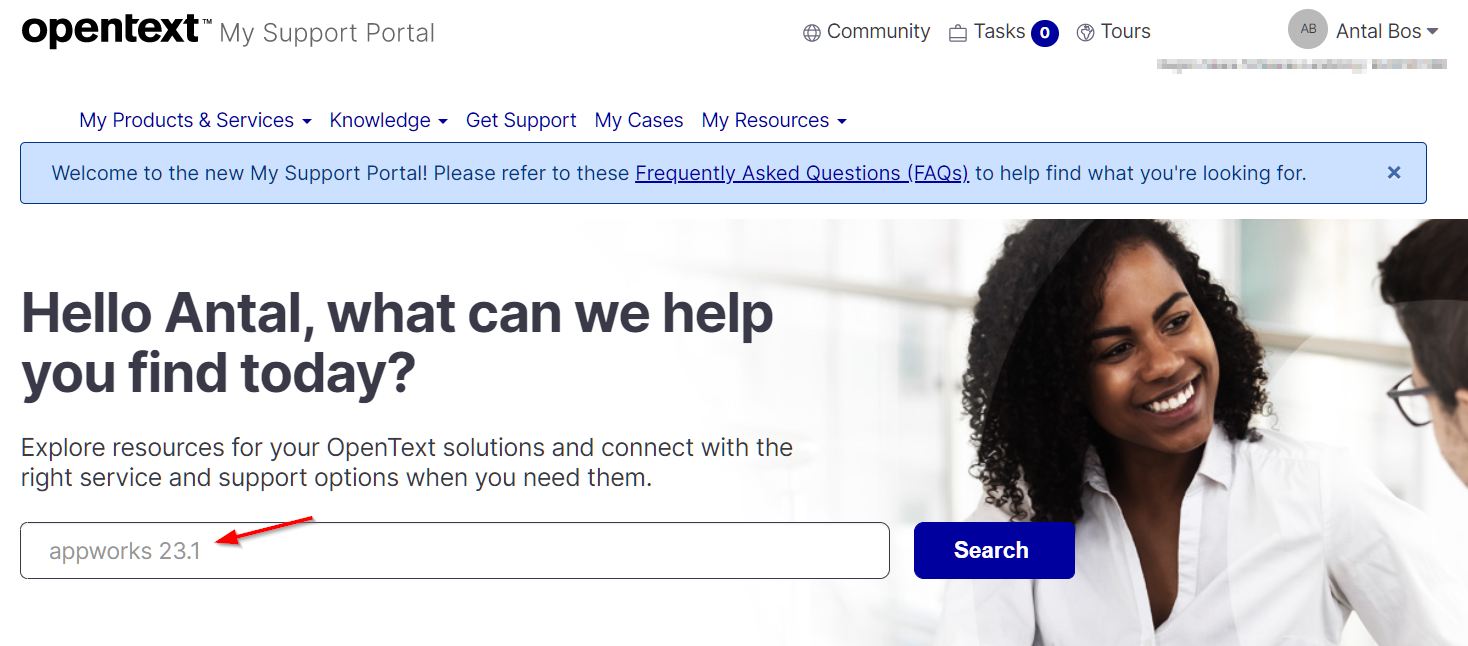 opentext™ My Support Portal
Community Tasks 0 Tours AB Antal Bos
My Products & Services Knowledge Get Support My Cases My Resources
Welcome to the new My Support Portal! Please refer to these Frequently Asked Questions (FAQs) to help find what you're looking for. ×
Hello Antal, what can we help
you find today?
Explore resources for your OpenText solutions and connect with the
right service and support options when you need them.
appworks 23.1 Search